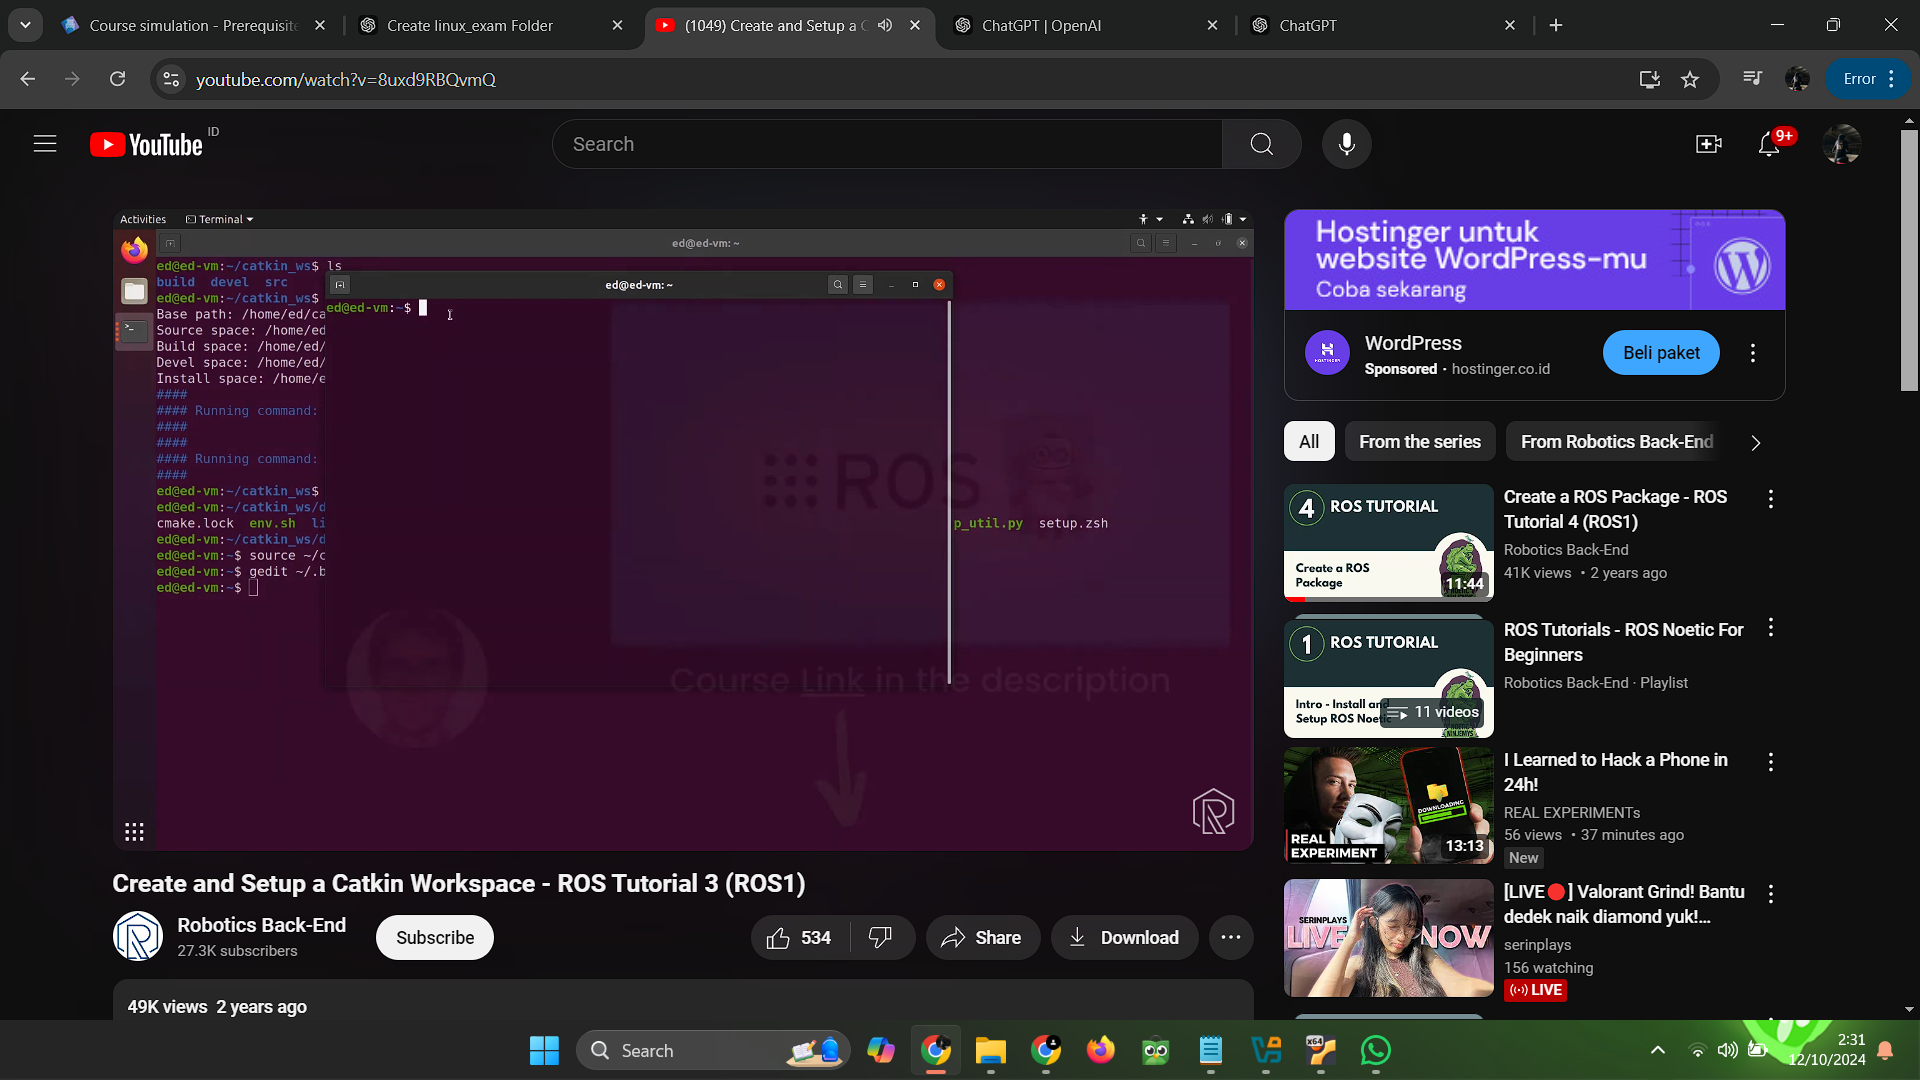 Course simulation - Prerequisite
Create linux_exam Folder
(1049) Create and Setup a C
ChatGPT | OpenAI
ChatGPT
youtube.com/watch?v=8uxd9RBQvmQ
Error
YouTube ID
Search
9+
Activities
Terminal
ed@ed-vm: ~
ed@ed-vm:~/catkin_ws$ ls
build devel src
ed@ed-vm:~/catkin_ws$
Base path: /home/ed/ca
Source space: /home/ed
Build space: /home/ed/
Devel space: /home/ed/
Install space: /home/e
####
#### Running command:
####
####
#### Running command:
####
ed@ed-vm:~/catkin_ws$
ed@ed-vm:~/catkin_ws/d
cmake.lock env.sh li
p_util.py setup.zsh
ed@ed-vm:~/catkin_ws/d
ed@ed-vm:~$ source ~/c
ed@ed-vm:~$ gedit ~/.b
ed@ed-vm:~$
ed@ed-vm: ~
ed@ed-vm:~$
ROS
Course Link in the description
R
Create and Setup a Catkin Workspace - ROS Tutorial 3 (ROS1)
Robotics Back-End
27.3K subscribers
Subscribe
534
Share
Download
49K views 2 years ago
Hostinger untuk
website WordPress-mu
Coba sekarang
HOSTINGER
WordPress
Sponsored · hostinger.co.id
Beli paket
All
From the series
From Robotics Back-End
4 ROS TUTORIAL
Create a ROS
Package
11:44
Create a ROS Package - ROS
Tutorial 4 (ROS1)
Robotics Back-End
41K views • 2 years ago
1 ROS TUTORIAL
Intro - Install and
Setup ROS Noetic
11 videos
ROS Tutorials - ROS Noetic For
Beginners
Robotics Back-End · Playlist
DOWNLOADING
REAL
EXPERIMENT
13:13
I Learned to Hack a Phone in
24h!
REAL EXPERIMENTs
56 views • 37 minutes ago
New
SERINPLAYS
LIVE NOW
[LIVE🔴] Valorant Grind! Bantu
dedek naik diamond yuk!...
serinplays
156 watching
LIVE
Search
x64
2:31
12/10/2024